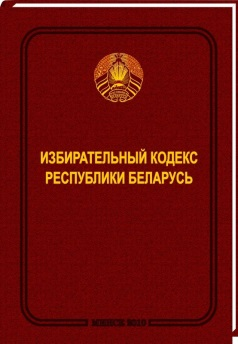 ИЗБИРАТЕЛЬНЫЙ КОДЕКС
РЕСПУБЛИКИ БЕЛАРУСЬ